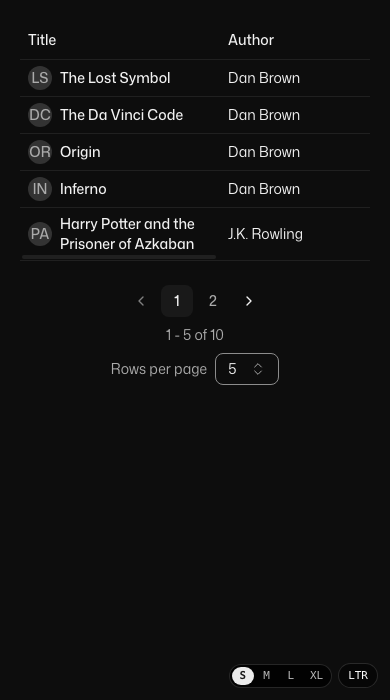 Title Author
LS The Lost Symbol Dan Brown
DC The Da Vinci Code Dan Brown
OR Origin Dan Brown
IN Inferno Dan Brown
PA Harry Potter and the Prisoner of Azkaban J.K. Rowling
1 2
1 - 5 of 10
Rows per page 5
S M L XL LTR